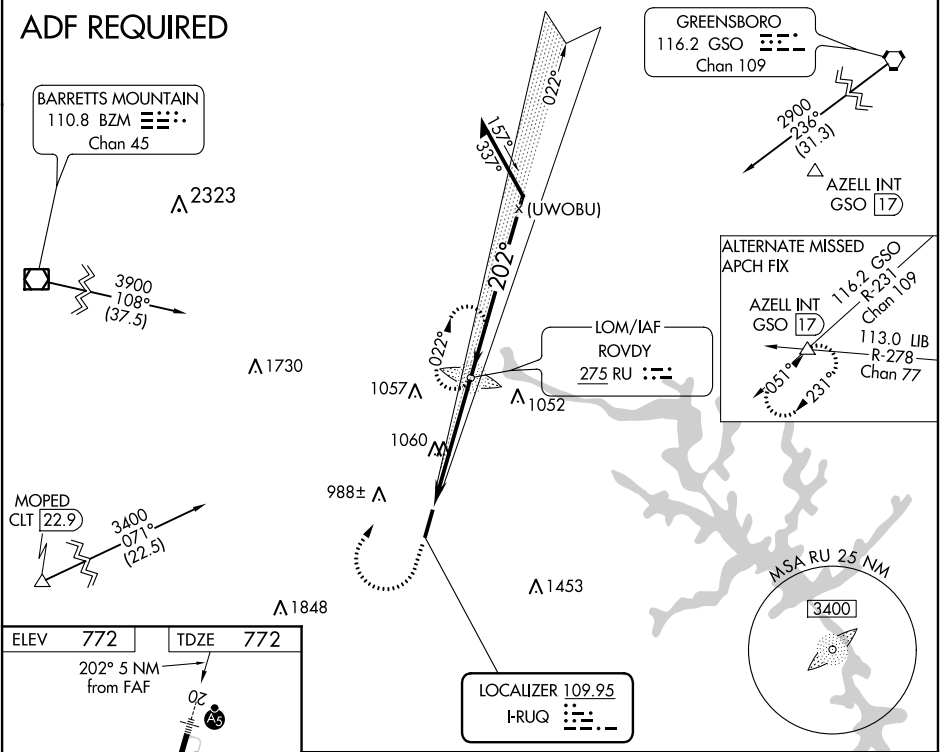 ADF REQUIRED
GREENSBORO
116.2 GSO
Chan 109
BARRETTS MOUNTAIN
110.8 BZM
Chan 45
022°
157°
337°
2900
236°
(31.3)
AZELL INT
GSO 17
2323
(UWOBU)
3900
108°
(37.5)
202°
ALTERNATE MISSED
APCH FIX
116.2 GSO
R-231
Chan 109
AZELL INT
GSO 17
113.0 LIB
R-278
Chan 77
051°
231°
LOM/IAF
ROVDY
275 RU
022°
1730
1057
1052
1060
988±
MOPED
CLT 22.9
3400
071°
(22.5)
1453
1848
MSA RU 25 NM
3400
ELEV 772
TDZE 772
202° 5 NM
from FAF
20
A5
LOCALIZER 109.95
I-RUQ